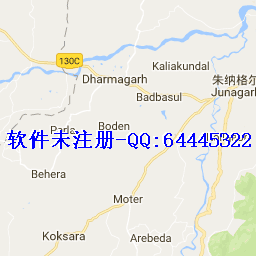 130C
Kaliakundal
Dharmagarh
朱纳格尔
Junagarh
Badbasul
Boden
软件未注册-QQ:64445322
Behera
Moter
Koksara
Arebeda